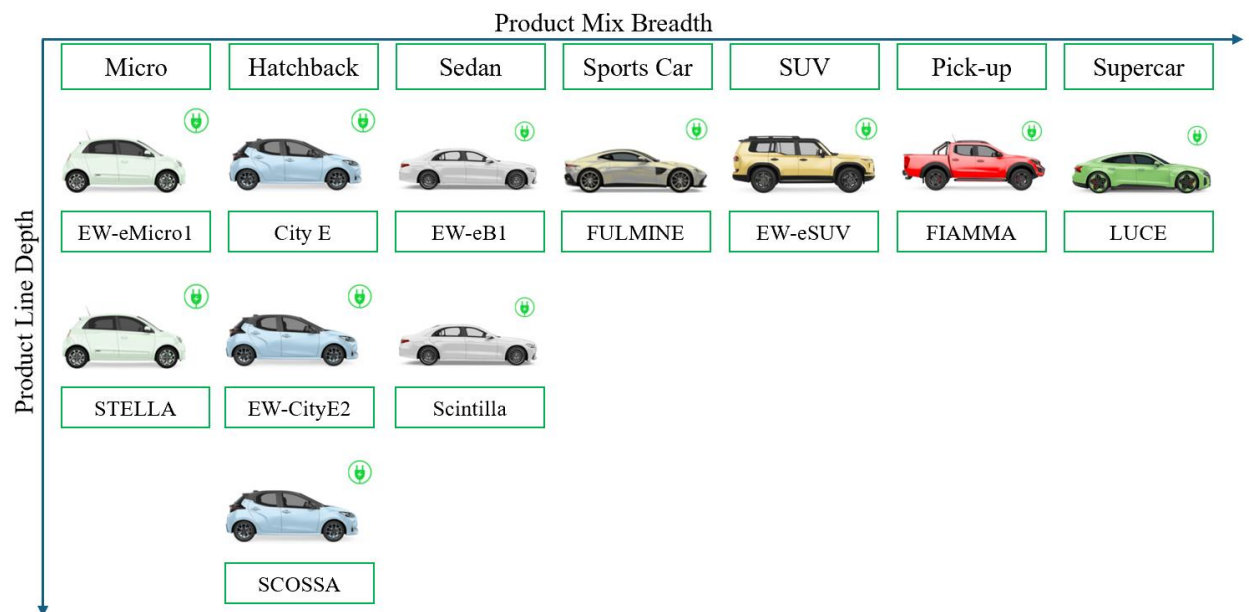 Product Mix Breadth
Micro
Hatchback
Sedan
Sports Car
SUV
Pick-up
Supercar
Product Line Depth
EW-eMicro1
City E
EW-eB1
FULMINE
EW-eSUV
FIAMMA
LUCE
STELLA
EW-CityE2
Scintilla
SCOSSA